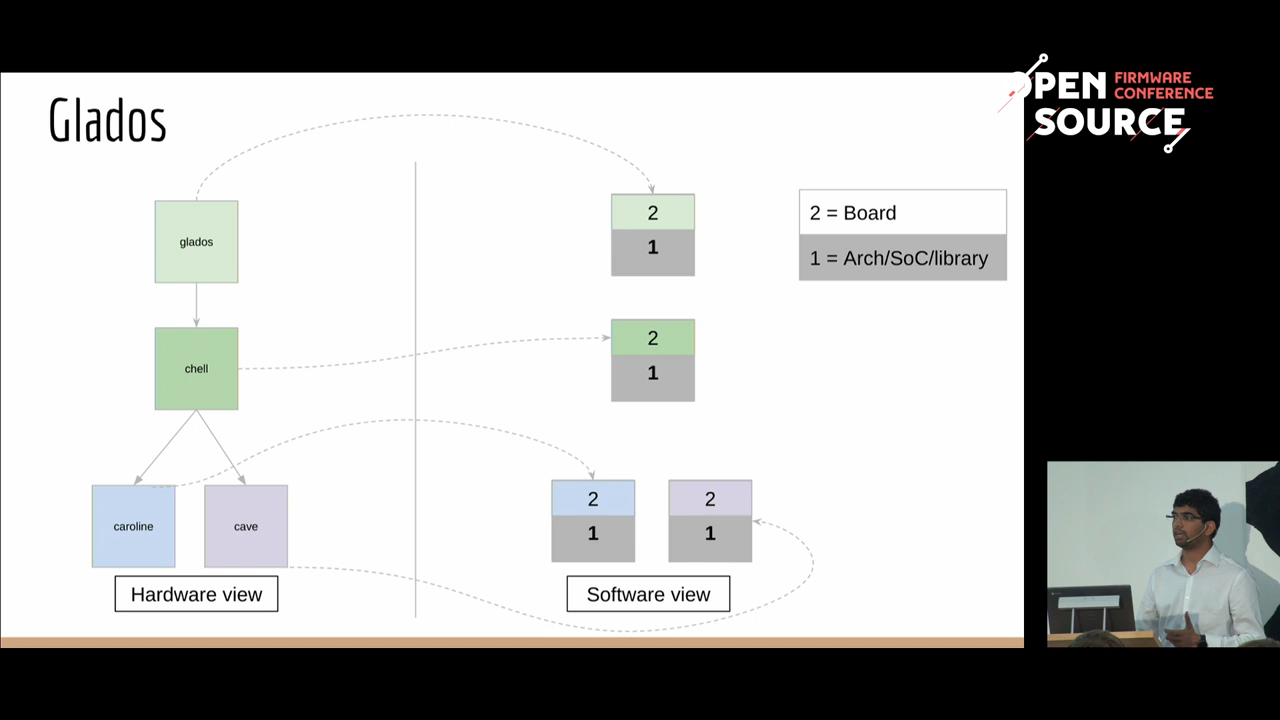 Glados
glados
chell
caroline
cave
Hardware view
2
1
2
1
2
1
2
1
Software view
2 = Board
1 = Arch/SoC/library
OPEN FIRMWARE
CONFERENCE
SOURCE